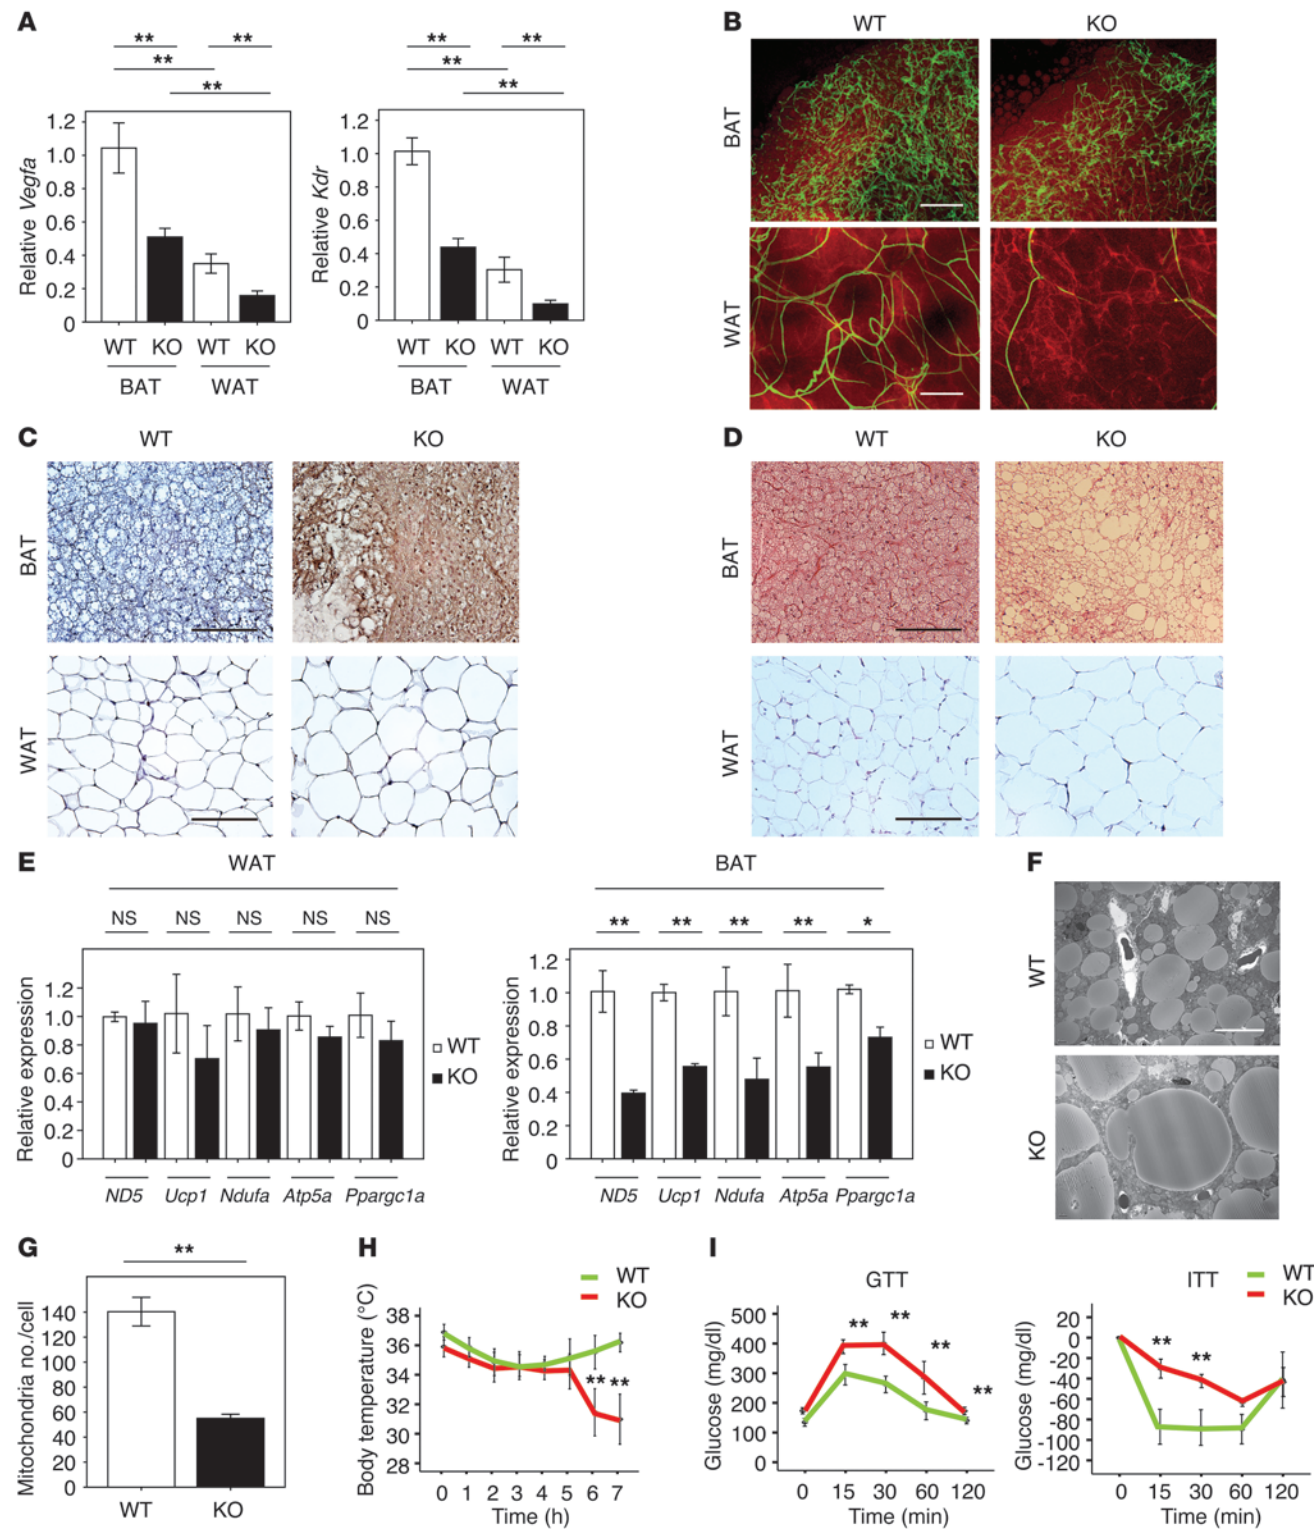 A
** **
**
**
Relative Vegfa
1.2
1.0
0.8
0.6
0.4
0.2
0
WT KO WT KO
BAT WAT
** **
**
**
Relative Kdr
1.2
1.0
0.8
0.6
0.4
0.2
0
WT KO WT KO
BAT WAT
B
WT KO
BAT
WAT
C
WT KO
BAT
WAT
D
WT KO
BAT
WAT
E
WAT
NS NS NS NS NS
Relative expression
1.2
1.0
0.8
0.6
0.4
0.2
0
WT
KO
ND5 Ucp1 Ndufa Atp5a Ppargc1a
BAT
** ** ** ** *
Relative expression
1.2
1.0
0.8
0.6
0.4
0.2
0
WT
KO
ND5 Ucp1 Ndufa Atp5a Ppargc1a
F
WT
KO
G
**
Mitochondria no./cell
140
120
100
80
60
40
20
0
WT KO
H
WT
KO
Body temperature (°C)
38
36
34
32
30
28
** **
0 1 2 3 4 5 6 7
Time (h)
I
GTT
Glucose (mg/dl)
500
400
300
200
100
0
** ** ** **
0 15 30 60 120
Time (min)
ITT
WT
KO
Glucose (mg/dl)
20
0
-20
-40
-60
-80
-100
-120
** **
0 15 30 60 120
Time (min)